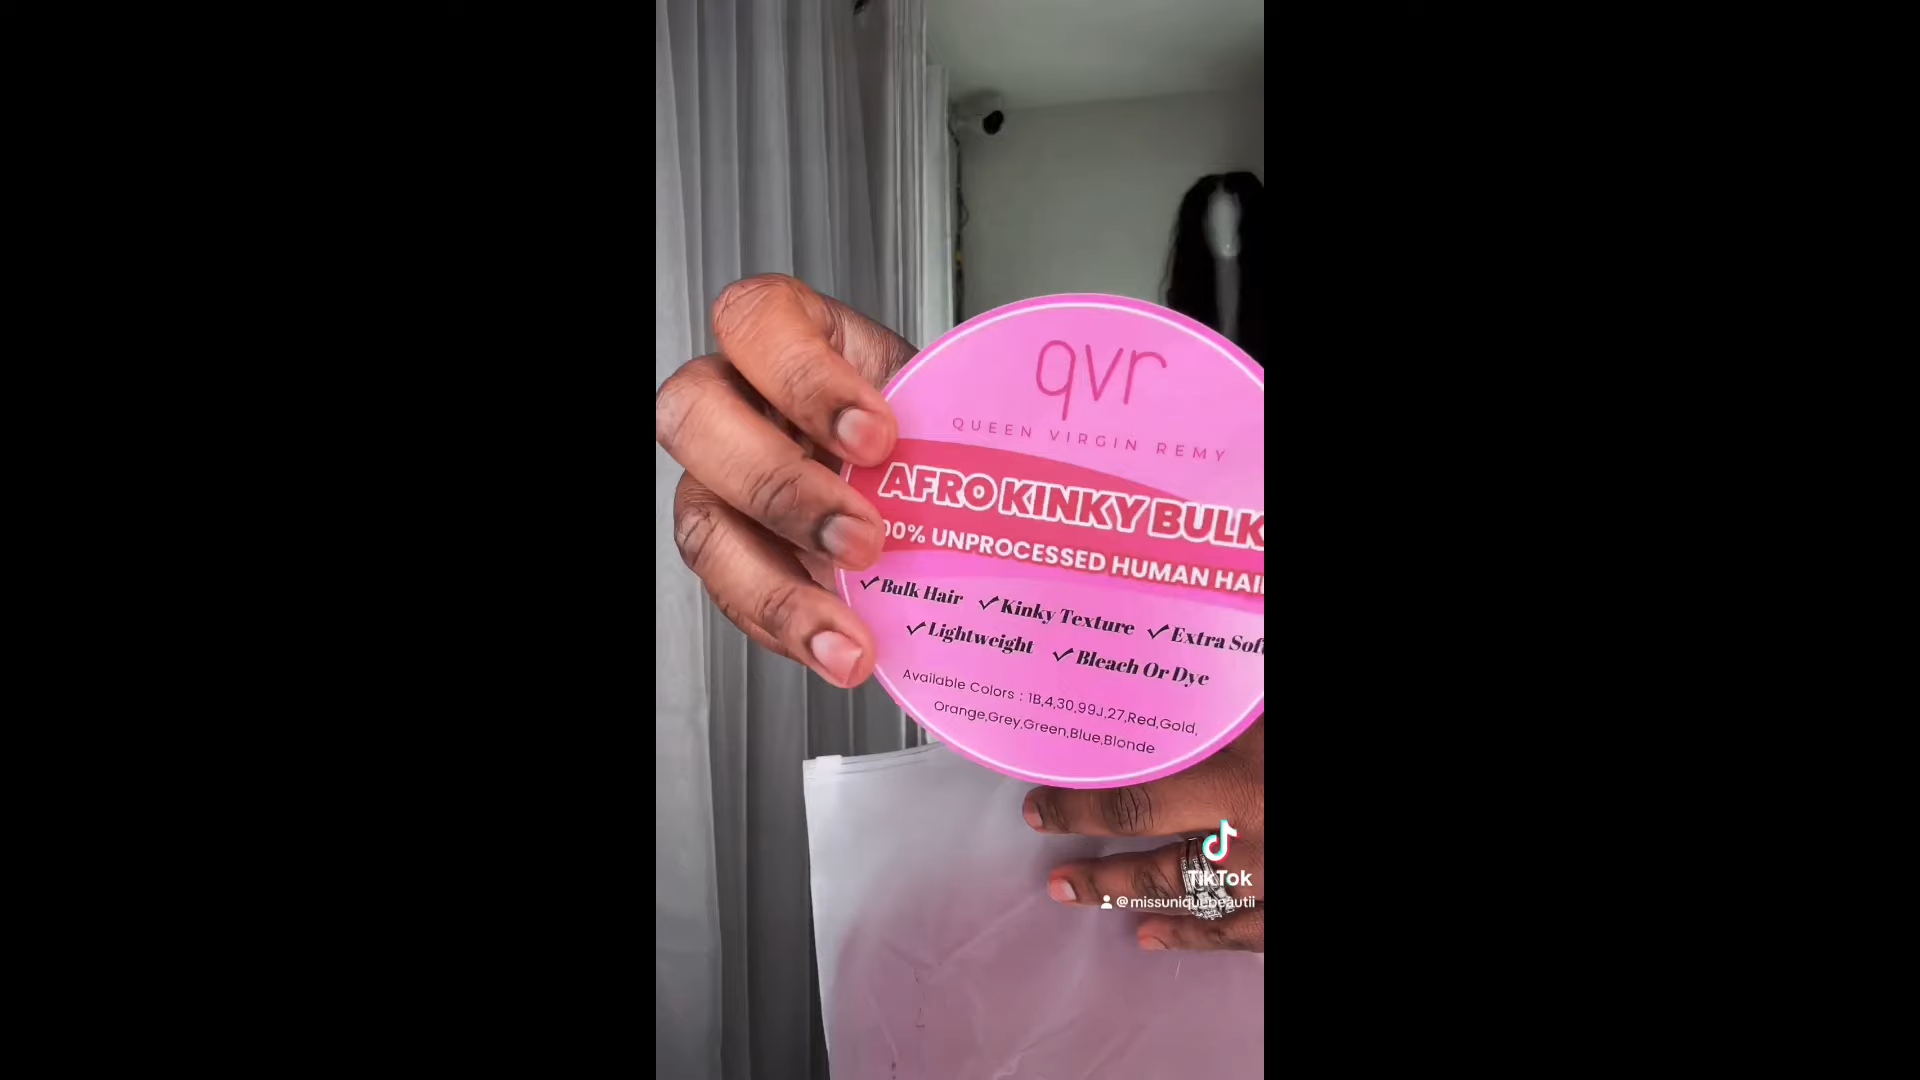 qvr
QUEEN VIRGIN REMY
AFRO KINKY BULK
00% UNPROCESSED HUMAN HAI
✓Bulk Hair ✓Kinky Texture ✓Extra Sof
✓Lightweight ✓Bleach Or Dye
Available Colors : 1B,4,30,99J,27,Red,Gold,
Orange,Grey,Green,Blue,Blonde
TikTok
@missuniquebeautii